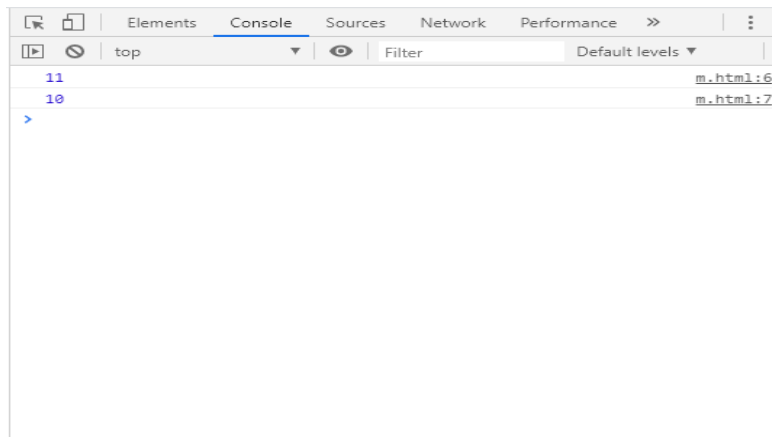 Elements Console Sources Network Performance »
top ▼ Filter Default levels ▼
11 m.html:6
10 m.html:7
>